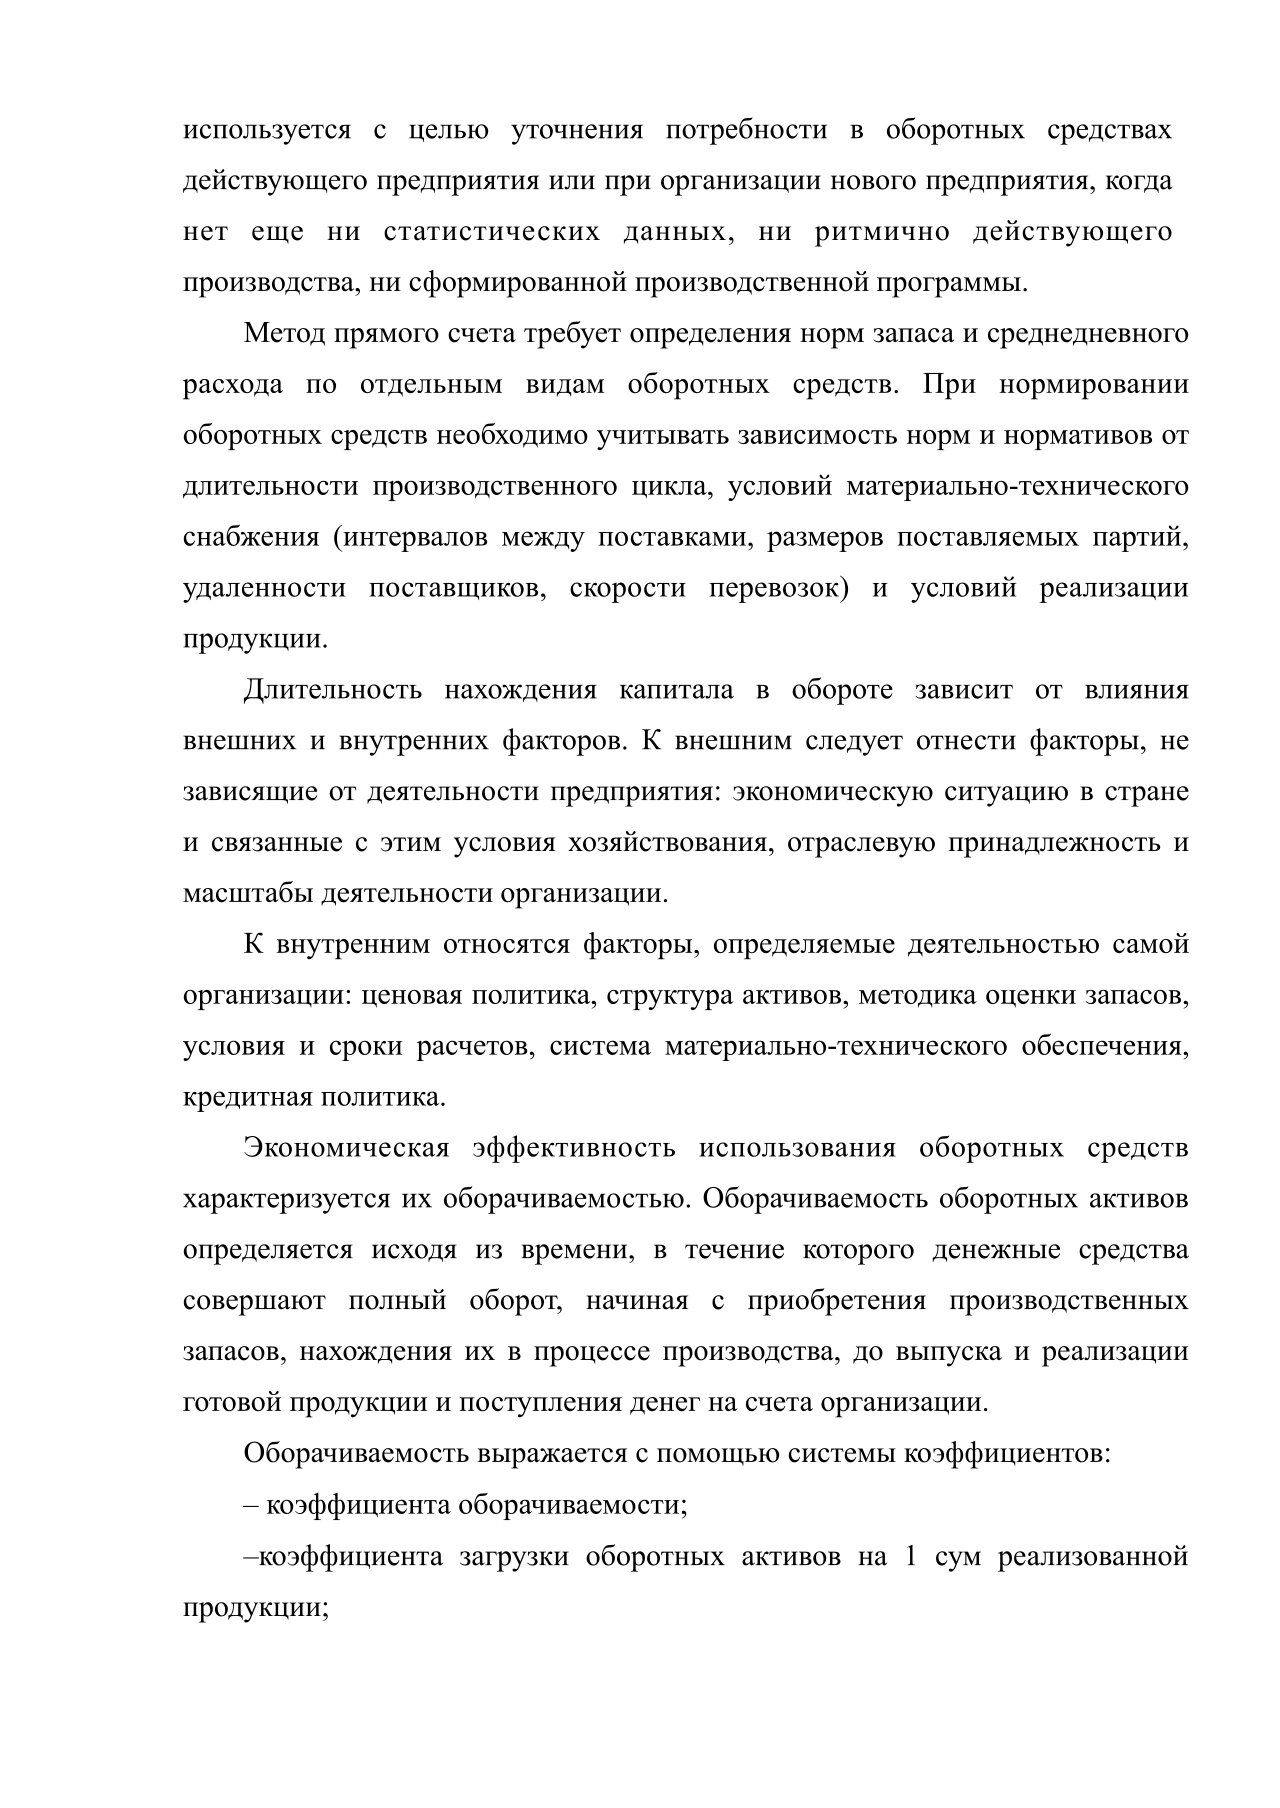 используется с целью уточнения потребности в оборотных средствах
действующего предприятия или при организации нового предприятия, когда
нет еще ни статистических данных, ни ритмично действующего
производства, ни сформированной производственной программы.
Метод прямого счета требует определения норм запаса и среднедневного
расхода по отдельным видам оборотных средств. При нормировании
оборотных средств необходимо учитывать зависимость норм и нормативов от
длительности производственного цикла, условий материально-технического
снабжения (интервалов между поставками, размеров поставляемых партий,
удаленности поставщиков, скорости перевозок) и условий реализации
продукции.
Длительность нахождения капитала в обороте зависит от влияния
внешних и внутренних факторов. К внешним следует отнести факторы, не
зависящие от деятельности предприятия: экономическую ситуацию в стране
и связанные с этим условия хозяйствования, отраслевую принадлежность и
масштабы деятельности организации.
К внутренним относятся факторы, определяемые деятельностью самой
организации: ценовая политика, структура активов, методика оценки запасов,
условия и сроки расчетов, система материально-технического обеспечения,
кредитная политика.
Экономическая эффективность использования оборотных средств
характеризуется их оборачиваемостью. Оборачиваемость оборотных активов
определяется исходя из времени, в течение которого денежные средства
совершают полный оборот, начиная с приобретения производственных
запасов, нахождения их в процессе производства, до выпуска и реализации
готовой продукции и поступления денег на счета организации.
Оборачиваемость выражается с помощью системы коэффициентов:
– коэффициента оборачиваемости;
–коэффициента загрузки оборотных активов на 1 сум реализованной
продукции;